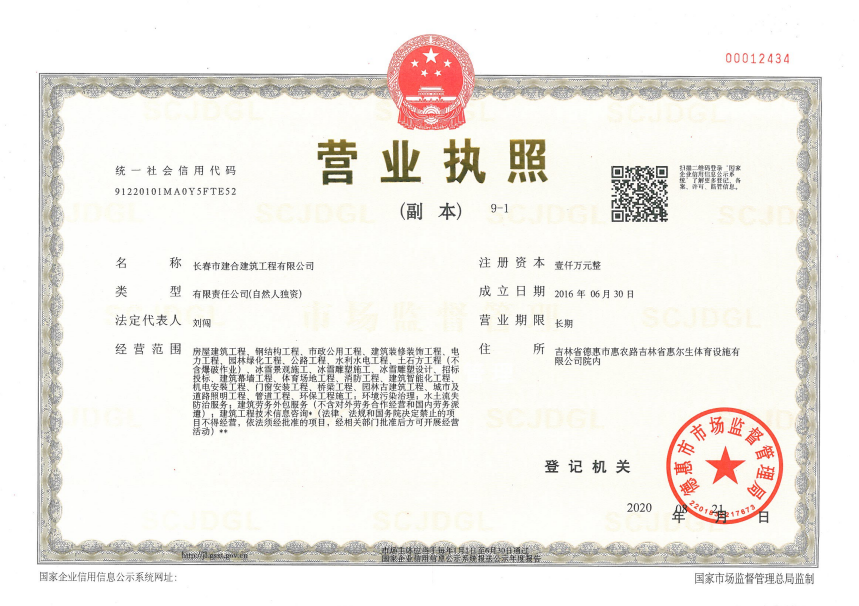 00012434
营业执照
(副 本) 9-1
统一社会信用代码
91220101MA0Y5FTE52
扫描二维码登录“国家
企业信用信息公示系
统”了解更多登记、备
案、许可、监管信息。
名 称 长春市建合建筑工程有限公司
类 型 有限责任公司(自然人独资)
法定代表人 刘闯
经营范围 房屋建筑工程、钢结构工程、市政公用工程、建筑装修装饰工程、电
力工程、园林绿化工程、公路工程、水利水电工程、土石方工程（不
含爆破作业）、冰雪景观施工、冰雪雕塑施工、冰雪雕塑设计、招标
投标、建筑幕墙工程、体育场地工程、消防工程、建筑智能化工程、
机电安装工程、门窗安装工程、桥梁工程、园林古建筑工程、城市及
道路照明工程、管道工程、环保工程施工；环境污染治理；水土流失
防治服务；建筑劳务外包服务（不含对外劳务合作经营和国内劳务派
遣）；建筑工程技术信息咨询*（法律、法规和国务院决定禁止的项
目不得经营，依法须经批准的项目，经相关部门批准后方可开展经营
活动）**
注册资本 壹仟万元整
成立日期 2016 年 06 月 30 日
营业期限 长期
住 所 吉林省德惠市惠农路吉林省惠尔生体育设施有
限公司院内
登记机关
德惠市市场监督管理局
2020 年 08 月 21 日
http://jl.gsxt.gov.cn
市场主体应当于每年1月1日至6月30日通过
国家企业信用信息公示系统报送公示年度报告
国家企业信用信息公示系统网址：
国家市场监督管理总局监制